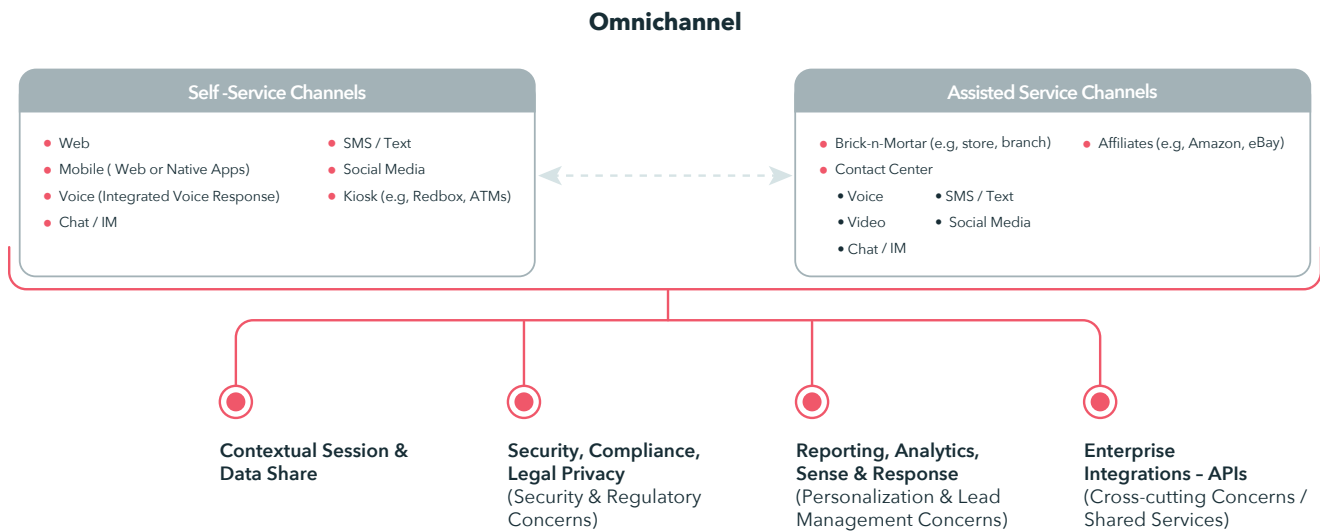 Omnichannel
Self -Service Channels
• Web
• Mobile ( Web or Native Apps)
• Voice (Integrated Voice Response)
• Chat / IM
• SMS / Text
• Social Media
• Kiosk (e.g, Redbox, ATMs)
Assisted Service Channels
• Brick-n-Mortar (e.g, store, branch)
• Contact Center
• Voice
• Video
• Chat / IM
• SMS / Text
• Social Media
• Affiliates (e.g, Amazon, eBay)
Contextual Session &
Data Share
Security, Compliance,
Legal Privacy
(Security & Regulatory
Concerns)
Reporting, Analytics,
Sense & Response
(Personalization & Lead
Management Concerns)
Enterprise
Integrations – APIs
(Cross-cutting Concerns /
Shared Services)